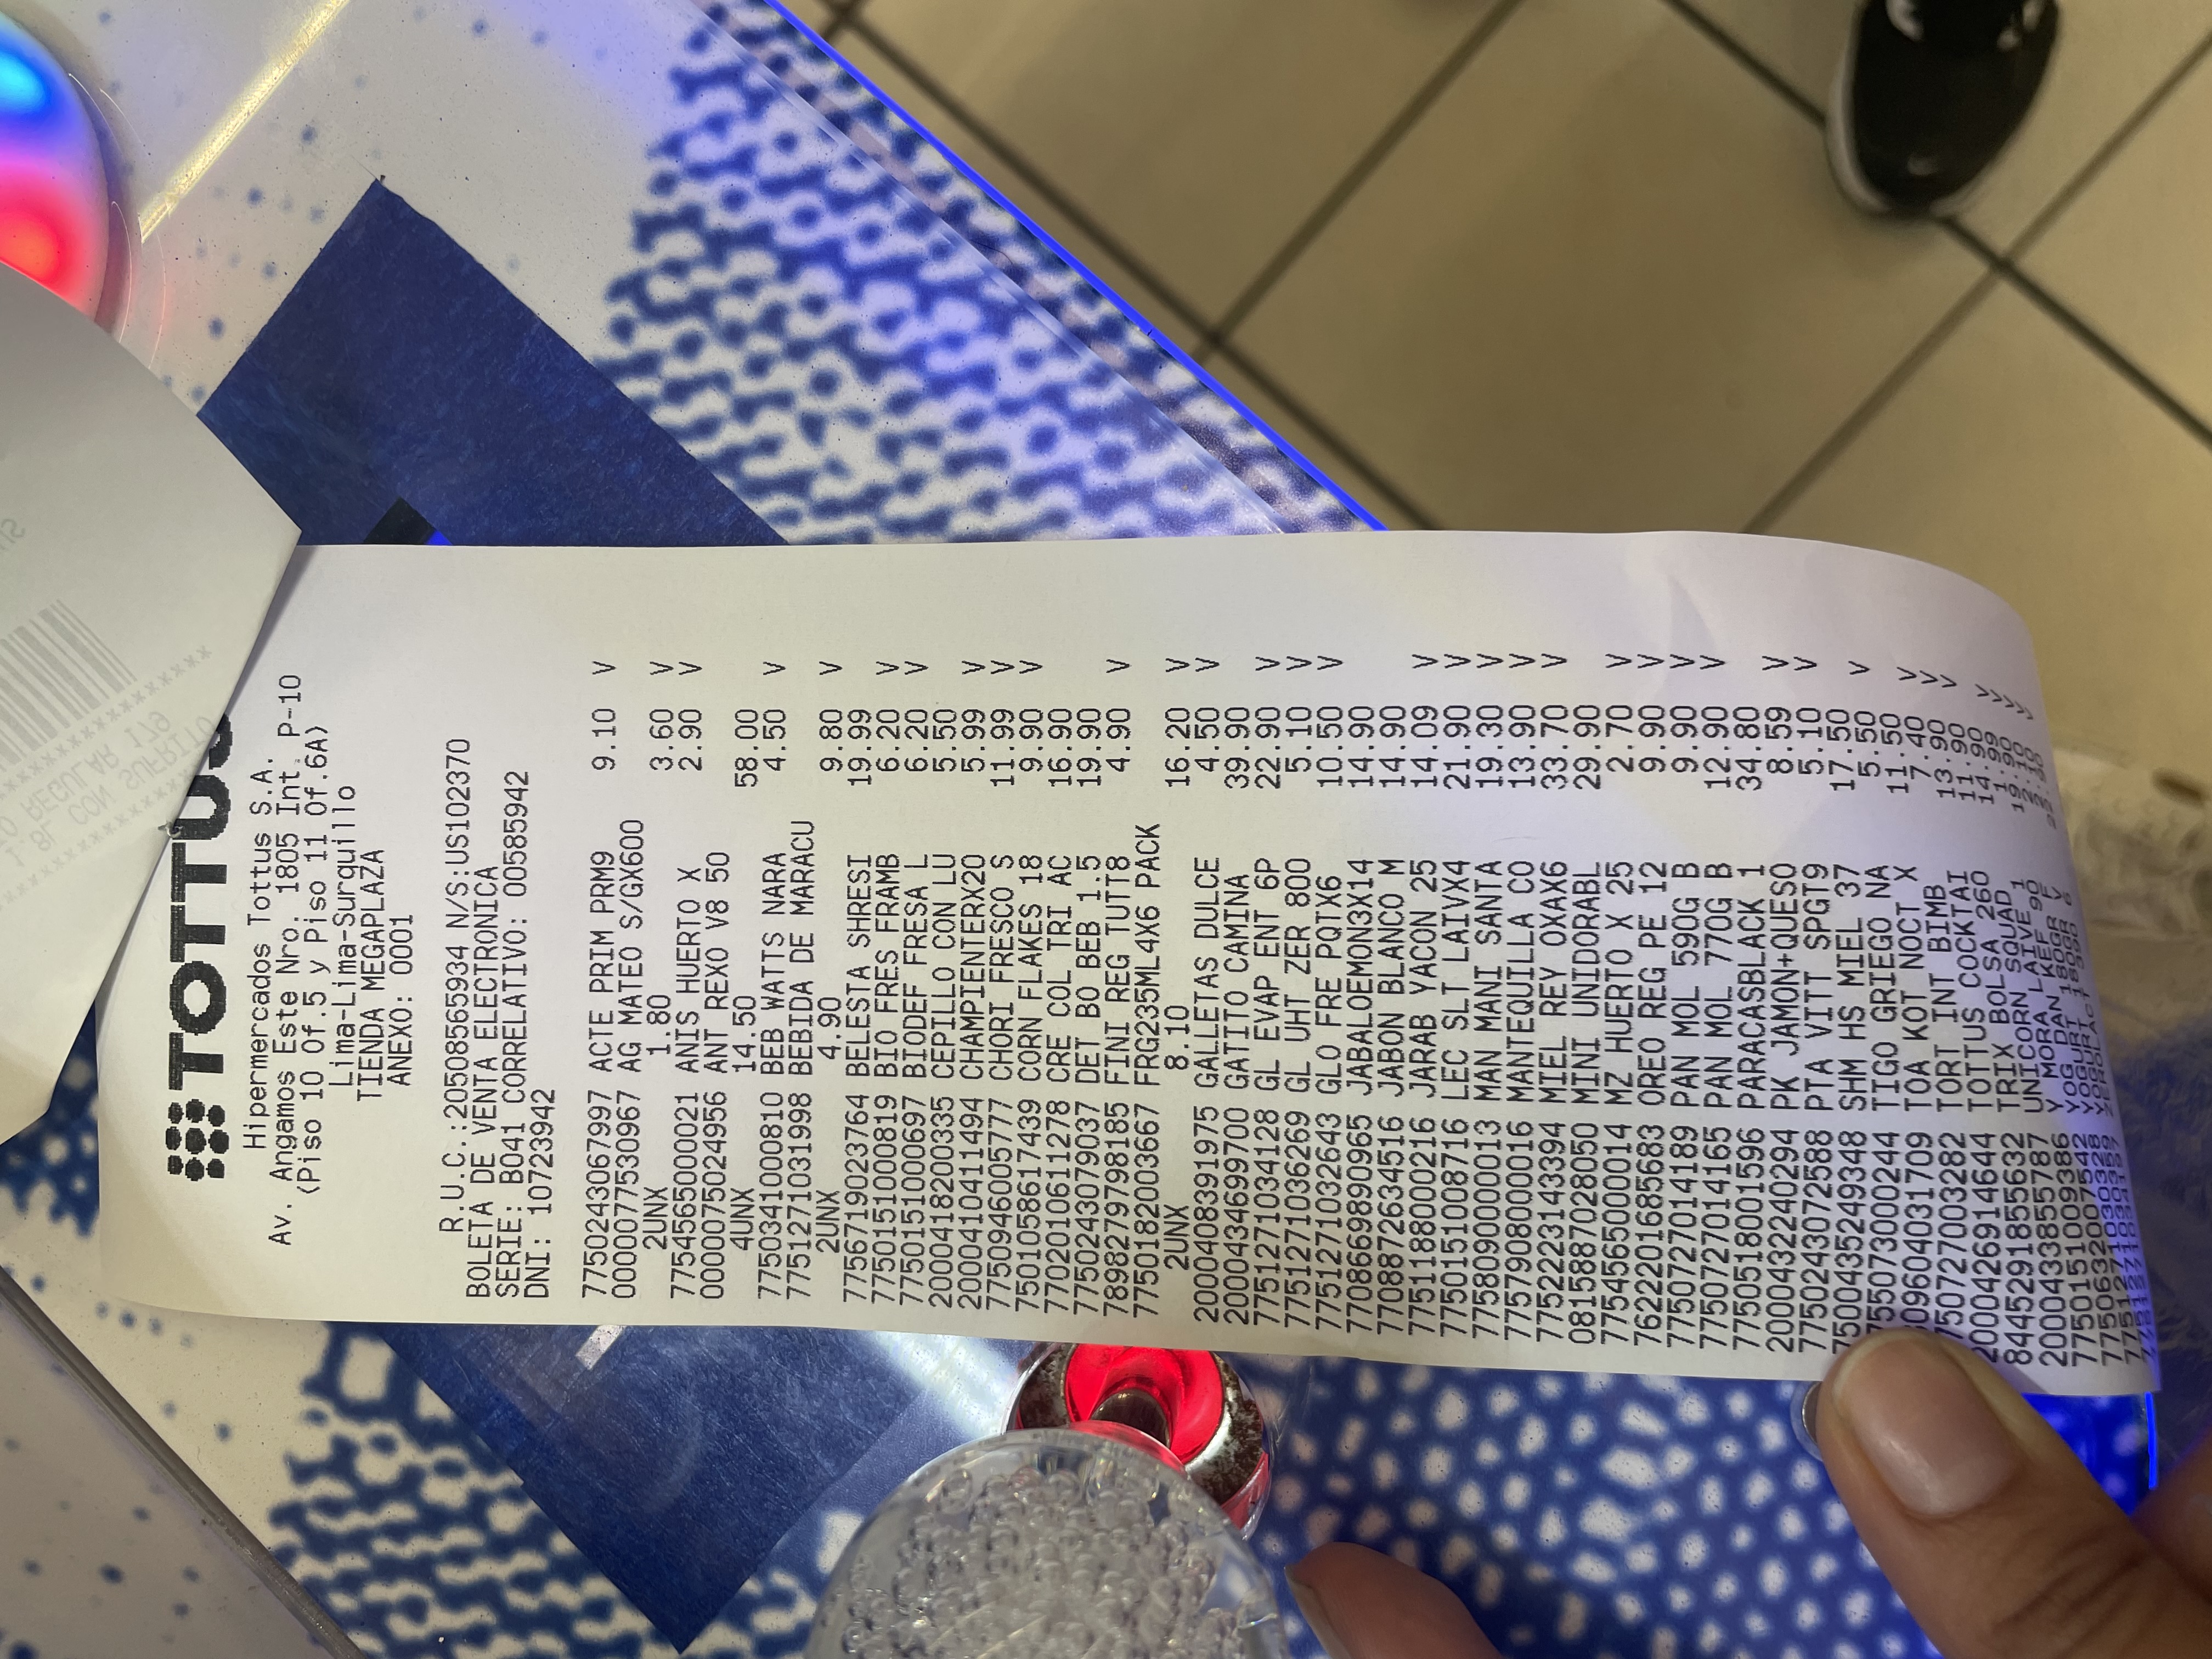 TOTTUS
Hipermercados Tottus S.A.
Av. Angamos Este Nro. 1805 Int. P-10
(Piso 10 Of.5 y Piso 11 Of.6A)
Lima-Lima-Surquillo
TIENDA MEGAPLAZA
ANEXO: 0001
R.U.C.:20508565934 N/S:US102370
BOLETA DE VENTA ELECTRONICA
SERIE: B041 CORRELATIVO: 00585942
DNI: 10723942
7750243067997 ACTE PRIM PRM9 9.10 V
0000077530967 AG MATEO S/GX600
2UNX 1.80 3.60 V
7754565000021 ANIS HUERTO X 2.90 V
0000075024956 ANT REXO V8 50
4UNX 14.50 58.00
7750341000810 BEB WATTS NARA 4.50 V
7751271031998 BEBIDA DE MARACU
2UNX 4.90 9.80 V
7756719023764 BELESTA SHRESI 19.99
7750151000819 BIO FRES FRAMB 6.20 V
7750151000697 BIODEF FRESA L 6.20 V
2000418200335 CEPILLO CON LU 5.50
2000410411494 CHAMPIENTERX20 5.99 V
7750946005777 CHORI FRESCO S 11.99 V
7501058617439 CORN FLAKES 18 9.90 V
7702010611278 CRE COL TRI AC 16.90
7750243079037 DET BO BEB 1.5 19.90
7898279798185 FINI REG TUTT8 4.90 V
7750182003667 FRG235ML4X6 PACK
2UNX 8.10 16.20 V
2000408391975 GALLETAS DULCE 4.50 V
2000434699700 GATITO CAMINA 39.90
7751271034128 GL EVAP ENT 6P 22.90 V
7751271036269 GL UHT ZER 800 5.10 V
7751271032643 GLO FRE PQTX6 10.50 V
7708669890965 JABALOEMON3X14 14.90
7708872634516 JABON BLANCO M 14.90
7751188000216 JARAB YACON 25 14.09 V
7750151008716 LEC SLT LAIVX4 21.90 V
7758090000013 MAN MANI SANTA 19.30 V
7757908000016 MANTEQUILLA CO 13.90 V
7752223143394 MIEL REY OXAX6 33.70 V
0815887028050 MINI UNIDORABL 29.90
7754565000014 MZ HUERTO X 25 2.70 V
7622201685683 OREO REG PE 12 9.90 V
7750727014189 PAN MOL 590G B 9.90 V
7750727014165 PAN MOL 770G B 12.90 V
7750518001596 PARACASBLACK 1 34.80
2000432240294 PK JAMON+QUESO 8.59 V
7750243072588 PTA VITT SPGT9 5.10 V
7500435249348 SHM HS MIEL 37 17.50
755073000244 TIGO GRIEGO NA 5.50 V
09604031709 TOA KOT NOCT X 11.50
750727003282 TORT INT BIMB 7.40 V
2000426914644 TOTTUS COCKTAI 13.90 V
8445291855632 TRIX BOLSA 260 11.90 V
2000433855787 UNICORN SQUAD 14.90
7750151009386 Y MORA LAIVE
7750632007542 YOG DAN KEF
YOGURT 180GR
YOGURT 180GR